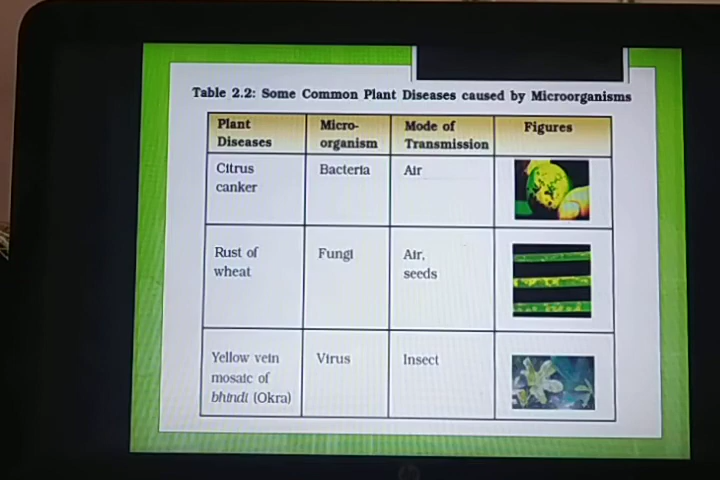 Table 2.2: Some Common Plant Diseases caused by Microorganisms
Plant Diseases | Micro-organism | Mode of Transmission | Figures
Citrus canker | Bacteria | Air
Rust of wheat | Fungi | Air, seeds
Yellow vein mosaic of bhindi (Okra) | Virus | Insect